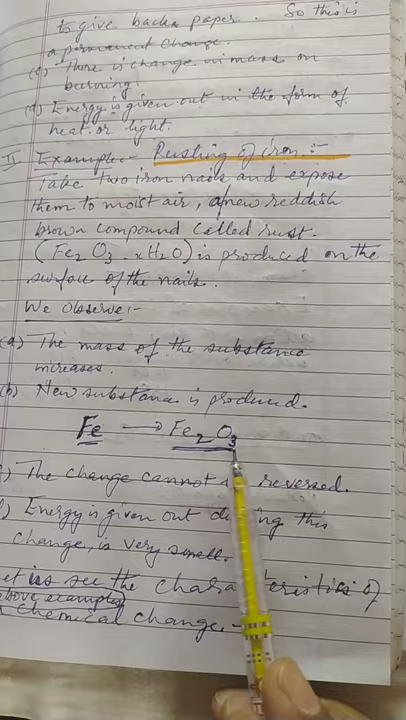 to give back a paper. So this is
a permanent change.
(c) There is change in mass on
burning.
(d) Energy is given out in the form of
heat or light.
II Example:- Rusting of iron:-
Take two iron nails and expose
them to moist air, a new reddish
brown compound called rust.
(Fe2O3.xH2O) is produced on the
surface of the nails.
We observe:-
(a) The mass of the substance
increases.
(b) New substance is produced.
Fe → Fe2O3
) The change cannot be reversed.
) Energy is given out during this
change, is very small.
et us see the characteristics of
above examples
Chemical change.-